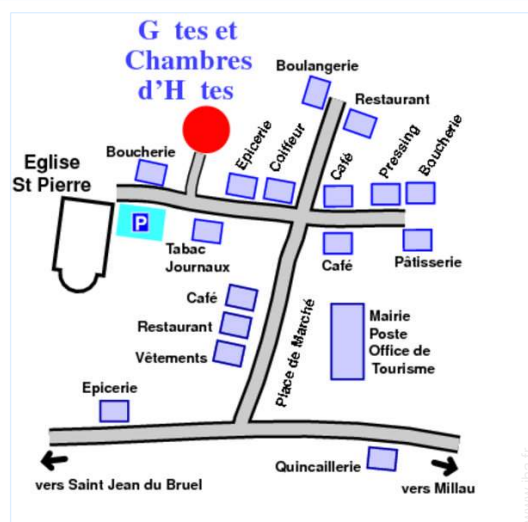 G tes et
Chambres
d'H tes
Boulangerie
Restaurant
Boucherie
Epicerie
Coiffeur
Café
Pressing
Boucherie
Eglise
St Pierre
P
Tabac
Journaux
Café
Pâtisserie
Café
Restaurant
Vêtements
Place de Marché
Mairie
Poste
Office de
Tourisme
Epicerie
Quincaillerie
vers Saint Jean du Bruel
vers Millau